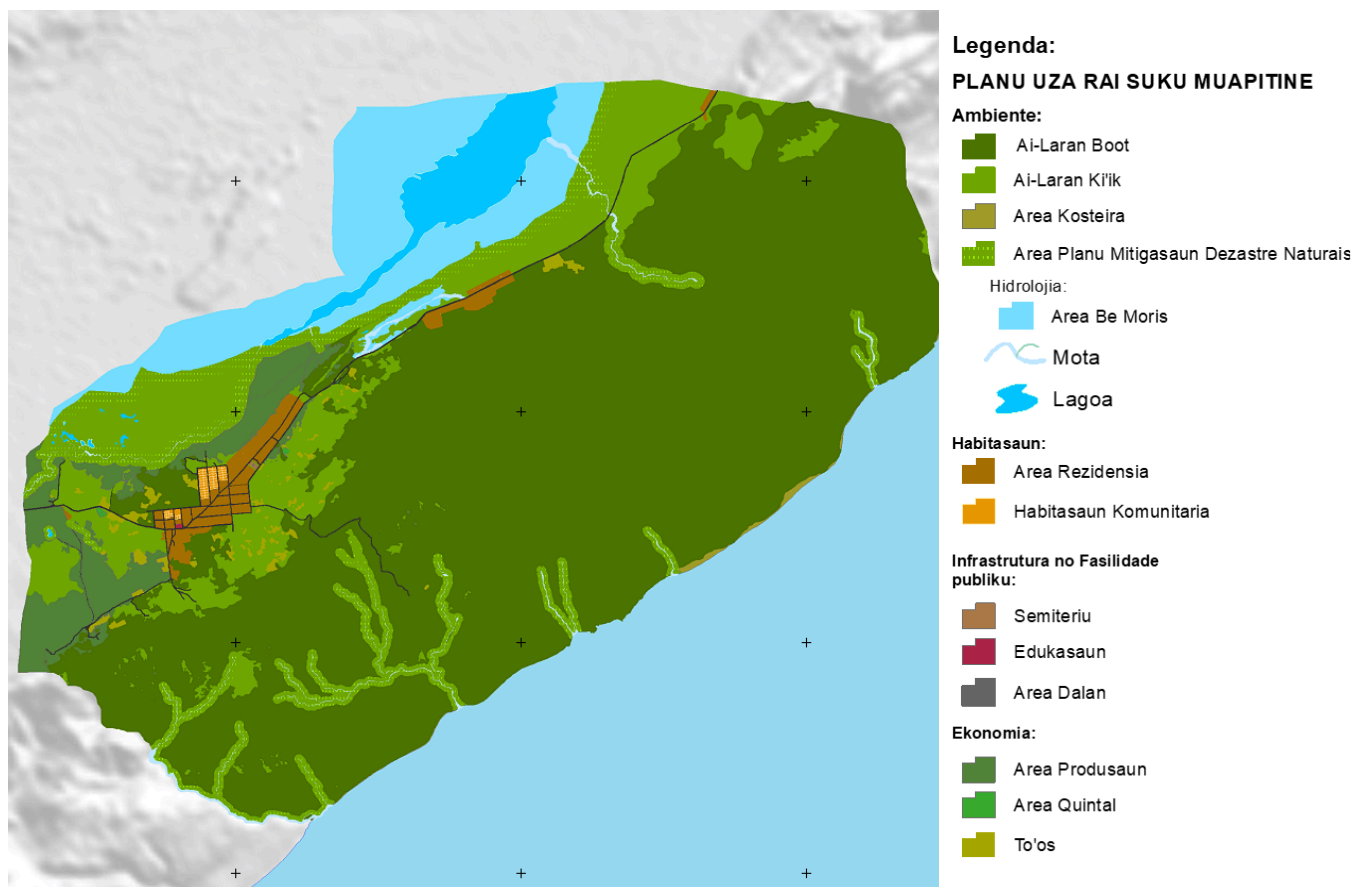 Legenda:
PLANU UZA RAI SUKU MUAPITINE
Ambiente:
Ai-Laran Boot
Ai-Laran Ki'ik
Area Kosteira
Area Planu Mitigasaun Dezastre Naturais
Hidrolojia:
Area Be Moris
Mota
Lagoa
Habitasaun:
Area Rezidensia
Habitasaun Komunitaria
Infrastrutura no Fasilidade
publiku:
Semiteriu
Edukasaun
Area Dalan
Ekonomia:
Area Produsaun
Area Quintal
To'os